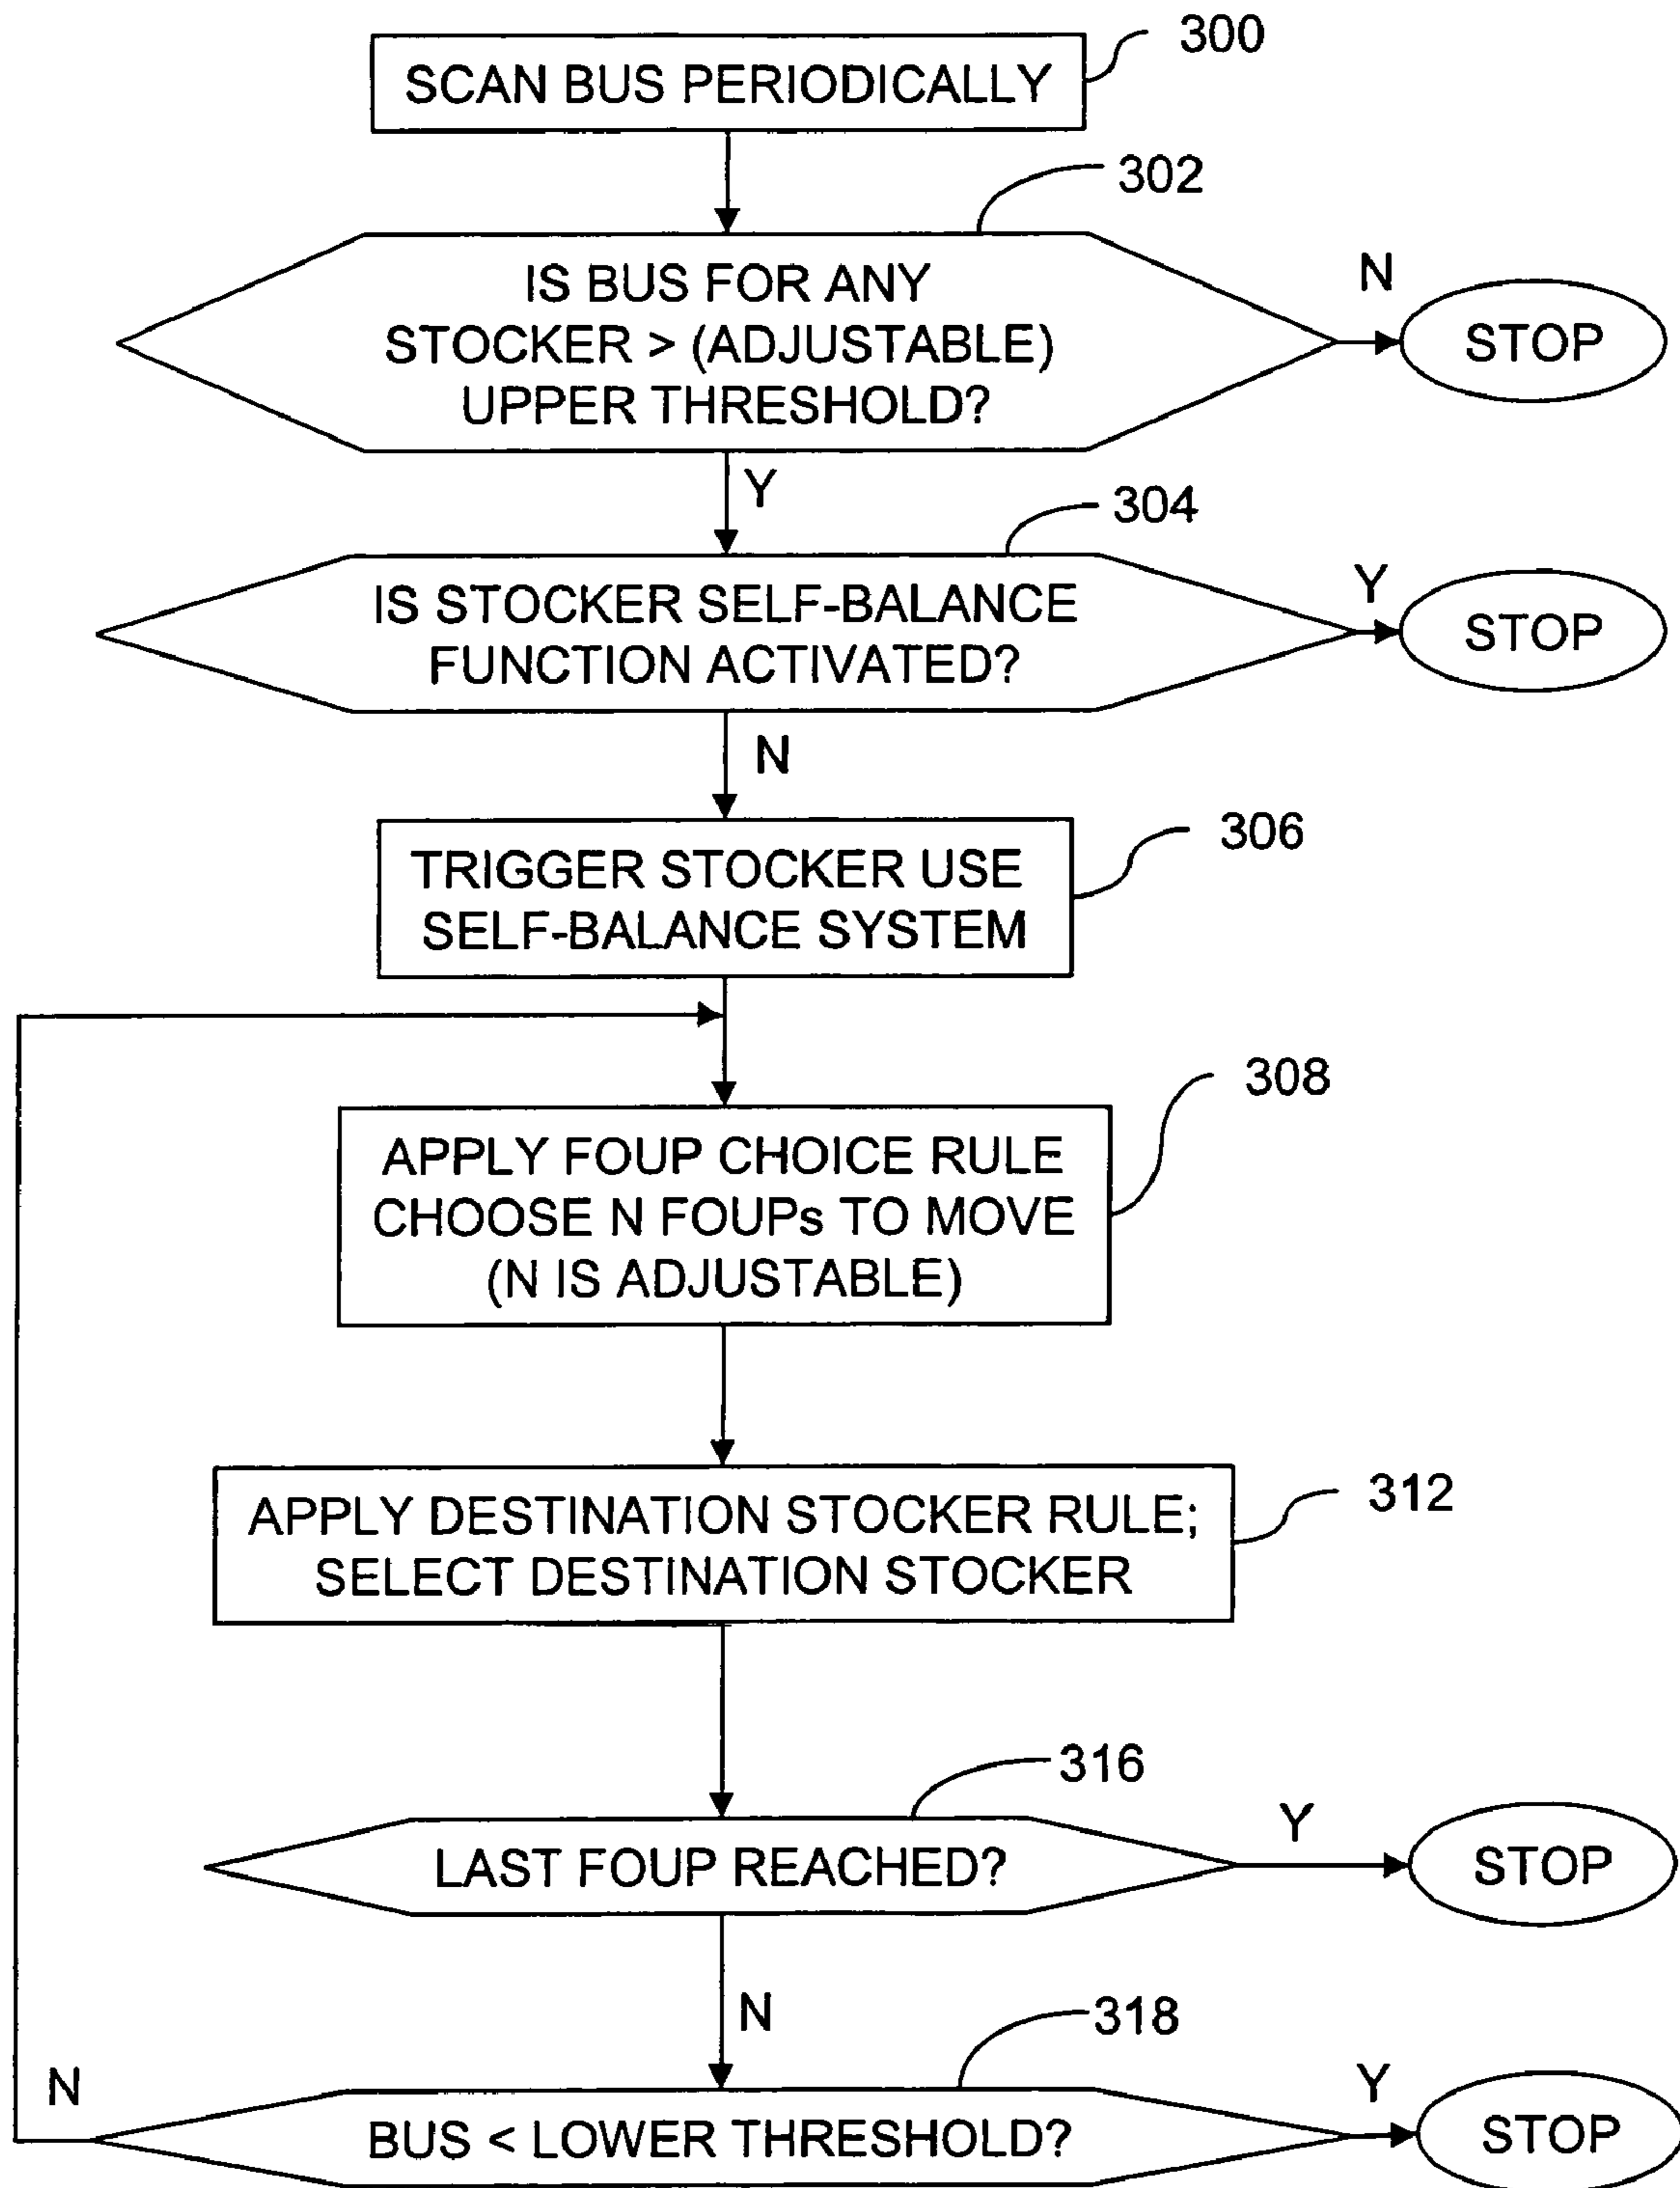 300
SCAN BUS PERIODICALLY
302
IS BUS FOR ANY
STOCKER > (ADJUSTABLE)
UPPER THRESHOLD?
N
STOP
Y
304
IS STOCKER SELF-BALANCE
FUNCTION ACTIVATED?
Y
STOP
N
306
TRIGGER STOCKER USE
SELF-BALANCE SYSTEM
308
APPLY FOUP CHOICE RULE
CHOOSE N FOUPs TO MOVE
(N IS ADJUSTABLE)
312
APPLY DESTINATION STOCKER RULE;
SELECT DESTINATION STOCKER
316
LAST FOUP REACHED?
Y
STOP
N
318
N
BUS < LOWER THRESHOLD?
Y
STOP